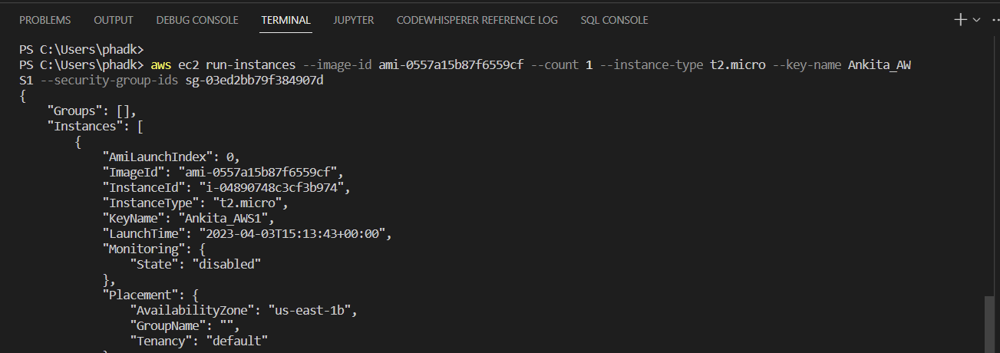 PROBLEMS OUTPUT DEBUG CONSOLE TERMINAL JUPYTER CODEWHISPERER REFERENCE LOG SQL CONSOLE
PS C:\Users\phadk>
PS C:\Users\phadk> aws ec2 run-instances --image-id ami-0557a15b87f6559cf --count 1 --instance-type t2.micro --key-name Ankita_AW
S1 --security-group-ids sg-03ed2bb79f384907d
{
    "Groups": [],
    "Instances": [
        {
            "AmiLaunchIndex": 0,
            "ImageId": "ami-0557a15b87f6559cf",
            "InstanceId": "i-04890748c3cf3b974",
            "InstanceType": "t2.micro",
            "KeyName": "Ankita_AWS1",
            "LaunchTime": "2023-04-03T15:13:43+00:00",
            "Monitoring": {
                "State": "disabled"
            },
            "Placement": {
                "AvailabilityZone": "us-east-1b",
                "GroupName": "",
                "Tenancy": "default"